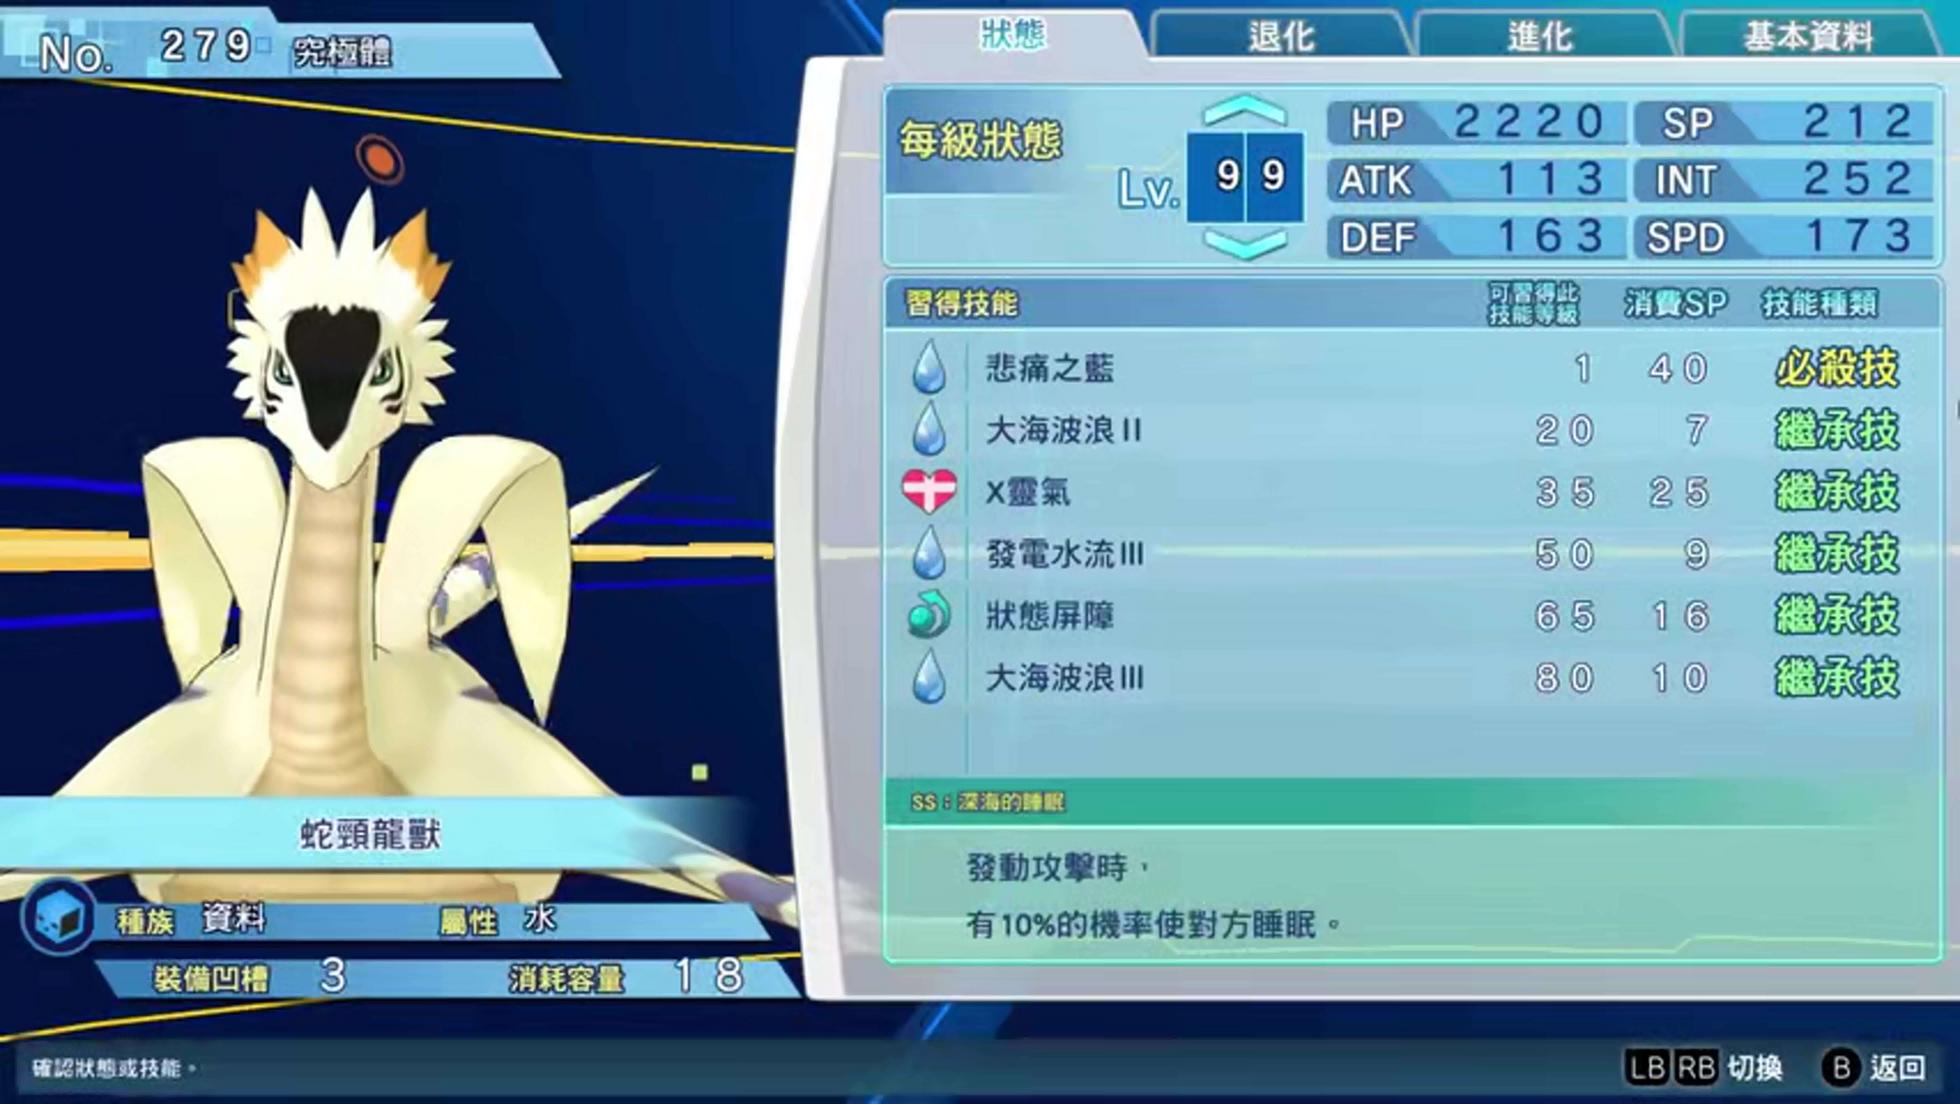 No. 279 究極體
狀態 退化 進化 基本資料
每級狀態 Lv. 99
HP 2220 SP 212
ATK 113 INT 252
DEF 163 SPD 173
習得技能 可習得此技能等級 消費SP 技能種類
悲痛之藍 1 40 必殺技
大海波浪II 20 7 繼承技
X靈氣 35 25 繼承技
發電水流III 50 9 繼承技
狀態屏障 65 16 繼承技
大海波浪III 80 10 繼承技
SS:深海的睡眠
發動攻擊時,
有10%的機率使對方睡眠。
蛇頸龍獸
種族 資料 屬性 水
裝備凹槽 3 消耗容量 18
確認狀態或技能。
LB RB 切換 B 返回